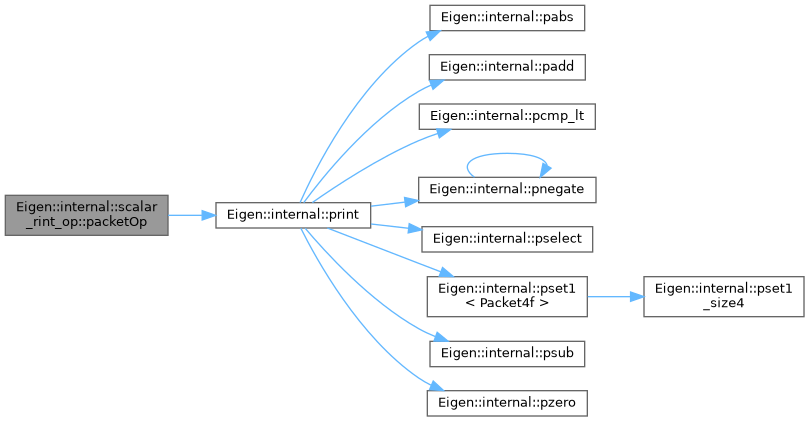 Eigen::internal::scalar
_rint_op::packetOp
Eigen::internal::print
Eigen::internal::pabs
Eigen::internal::padd
Eigen::internal::pcmp_lt
Eigen::internal::pnegate
Eigen::internal::pselect
Eigen::internal::pset1
< Packet4f >
Eigen::internal::pset1
_size4
Eigen::internal::psub
Eigen::internal::pzero